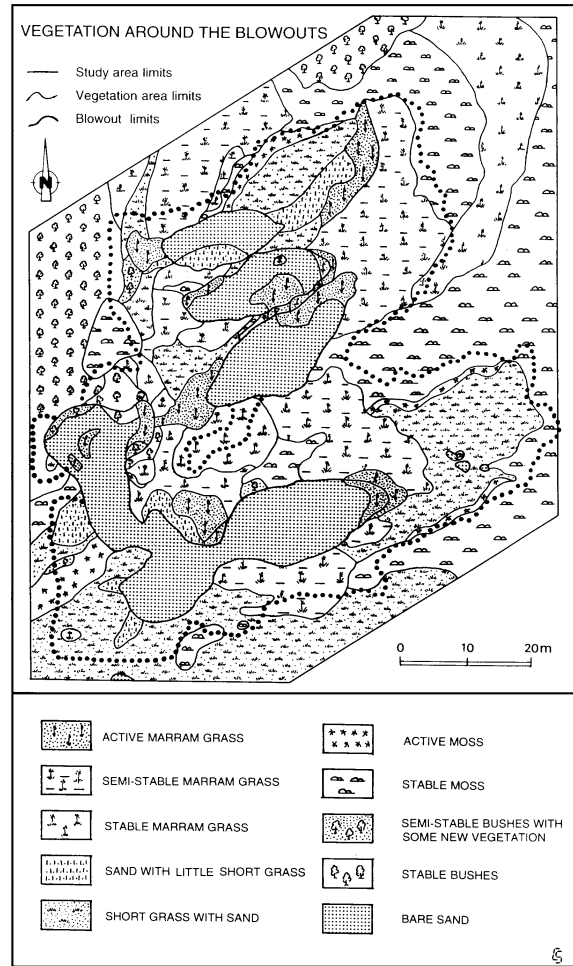 VEGETATION AROUND THE BLOWOUTS
Study area limits
Vegetation area limits
Blowout limits
N
0 10 20 m
ACTIVE MARRAM GRASS
SEMI-STABLE MARRAM GRASS
STABLE MARRAM GRASS
SAND WITH LITTLE SHORT GRASS
SHORT GRASS WITH SAND
ACTIVE MOSS
STABLE MOSS
SEMI-STABLE BUSHES WITH
SOME NEW VEGETATION
STABLE BUSHES
BARE SAND